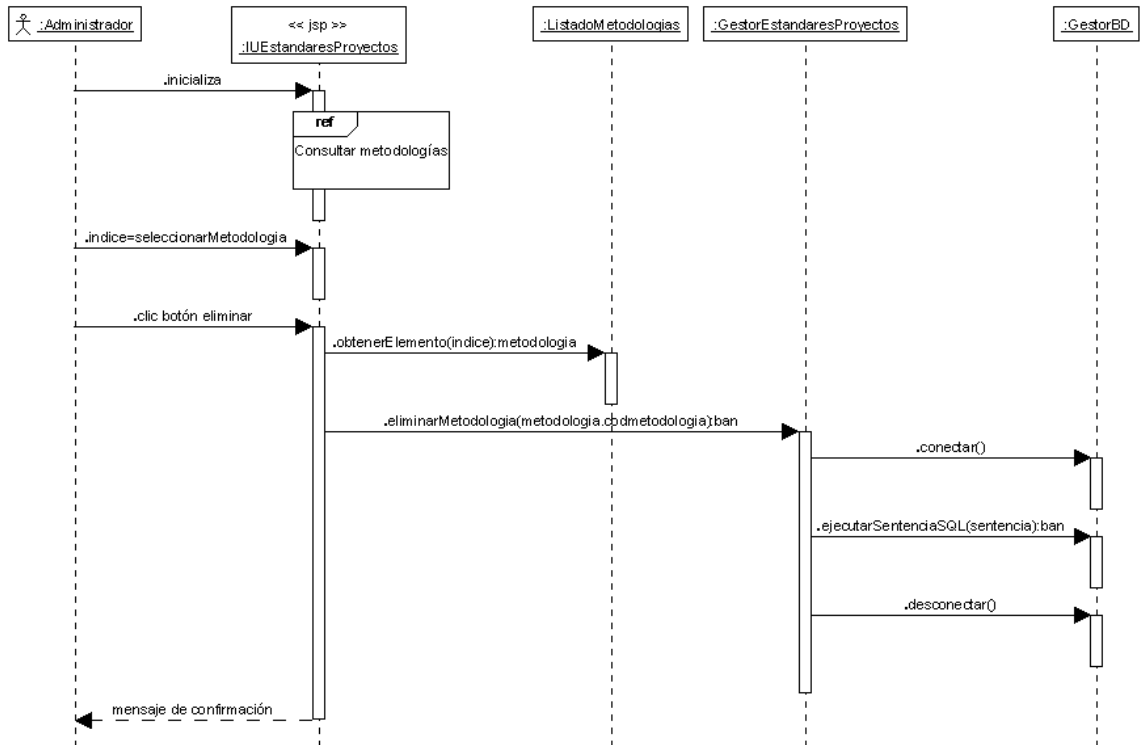 :Administrador
<< jsp >>
:IUEstandaresProyectos
:ListadoMetodologias
:GestorEstandaresProyectos
:GestorBD
.inicializa
ref
Consultar metodologías
.indice=seleccionarMetodologia
.clic botón eliminar
.obtenerElemento(indice):metodologia
.eliminarMetodologia(metodologia.codmetodologia):ban
.conectar()
.ejecutarSentenciaSQL(sentencia):ban
.desconectar()
mensaje de confirmación